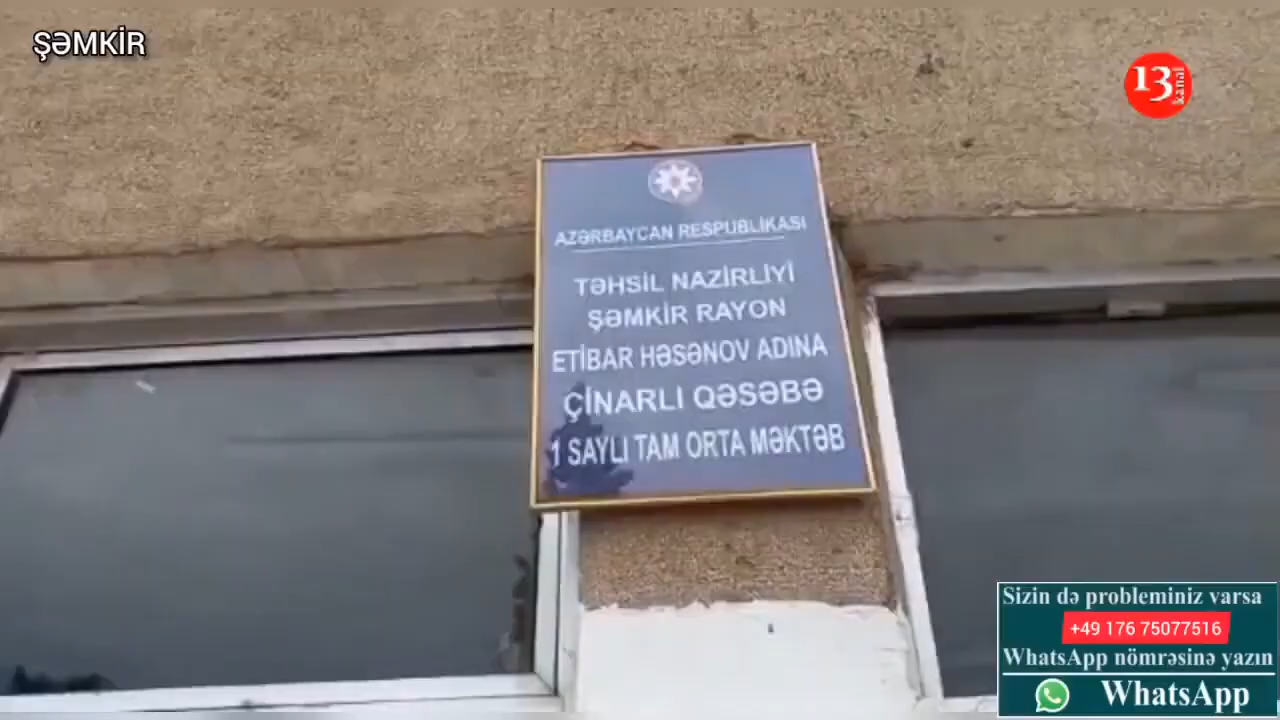 ŞƏMKİR
13
kanal
AZƏRBAYCAN RESPUBLİKASI
TƏHSİL NAZİRLİYİ
ŞƏMKİR RAYON
ETİBAR HƏSƏNOV ADINA
ÇİNARLI QƏSƏBƏ
1 SAYLI TAM ORTA MƏKTƏB
Sizin də probleminiz varsa
+49 176 75077516
WhatsApp nömrəsinə yazın
WhatsApp